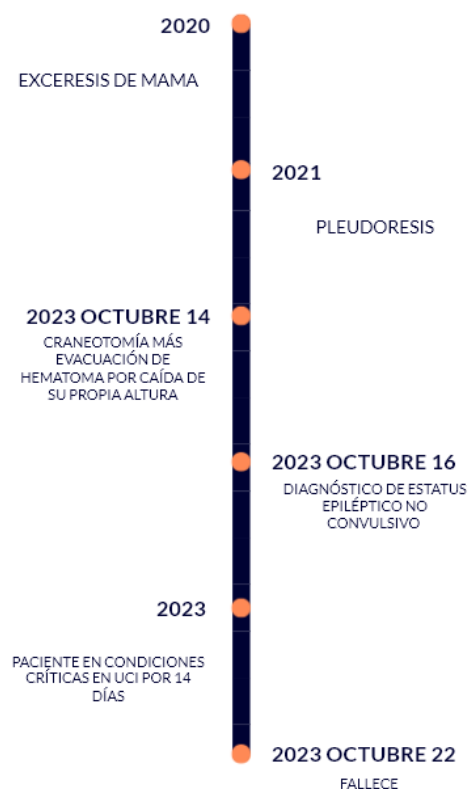 2020
EXCERESIS DE MAMA
2021
PLEUDORESIS
2023 OCTUBRE 14
CRANEOTOMÍA MÁS
EVACUACIÓN DE
HEMATOMA POR CAÍDA DE
SU PROPIA ALTURA
2023 OCTUBRE 16
DIAGNÓSTICO DE ESTATUS
EPILÉPTICO NO
CONVULSIVO
2023
PACIENTE EN CONDICIONES
CRÍTICAS EN UCI POR 14
DÍAS
2023 OCTUBRE 22
FALLECE